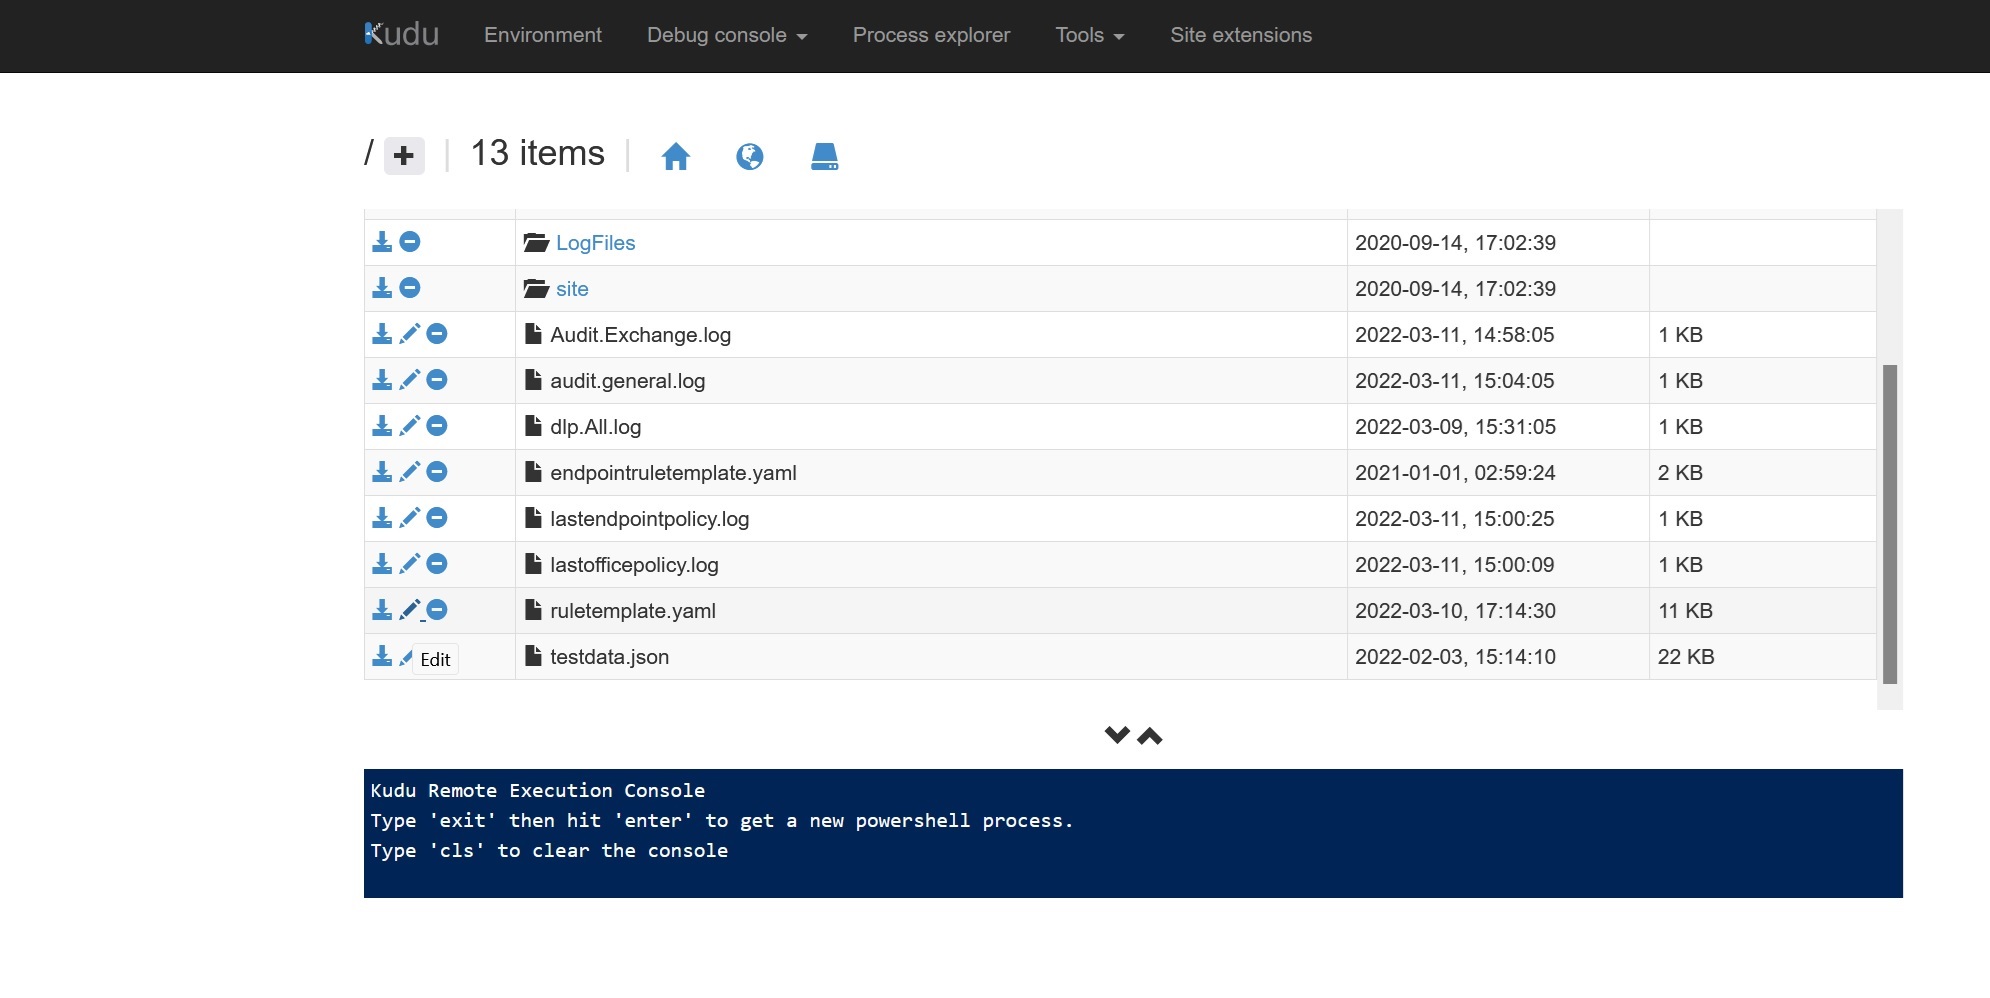 Kudu Environment Debug console Process explorer Tools Site extensions
/ 13 items
LogFiles 2020-09-14, 17:02:39
site 2020-09-14, 17:02:39
Audit.Exchange.log 2022-03-11, 14:58:05 1 KB
audit.general.log 2022-03-11, 15:04:05 1 KB
dlp.All.log 2022-03-09, 15:31:05 1 KB
endpointruletemplate.yaml 2021-01-01, 02:59:24 2 KB
lastendpointpolicy.log 2022-03-11, 15:00:25 1 KB
lastofficepolicy.log 2022-03-11, 15:00:09 1 KB
ruletemplate.yaml 2022-03-10, 17:14:30 11 KB
Edit testdata.json 2022-02-03, 15:14:10 22 KB
Kudu Remote Execution Console
Type 'exit' then hit 'enter' to get a new powershell process.
Type 'cls' to clear the console